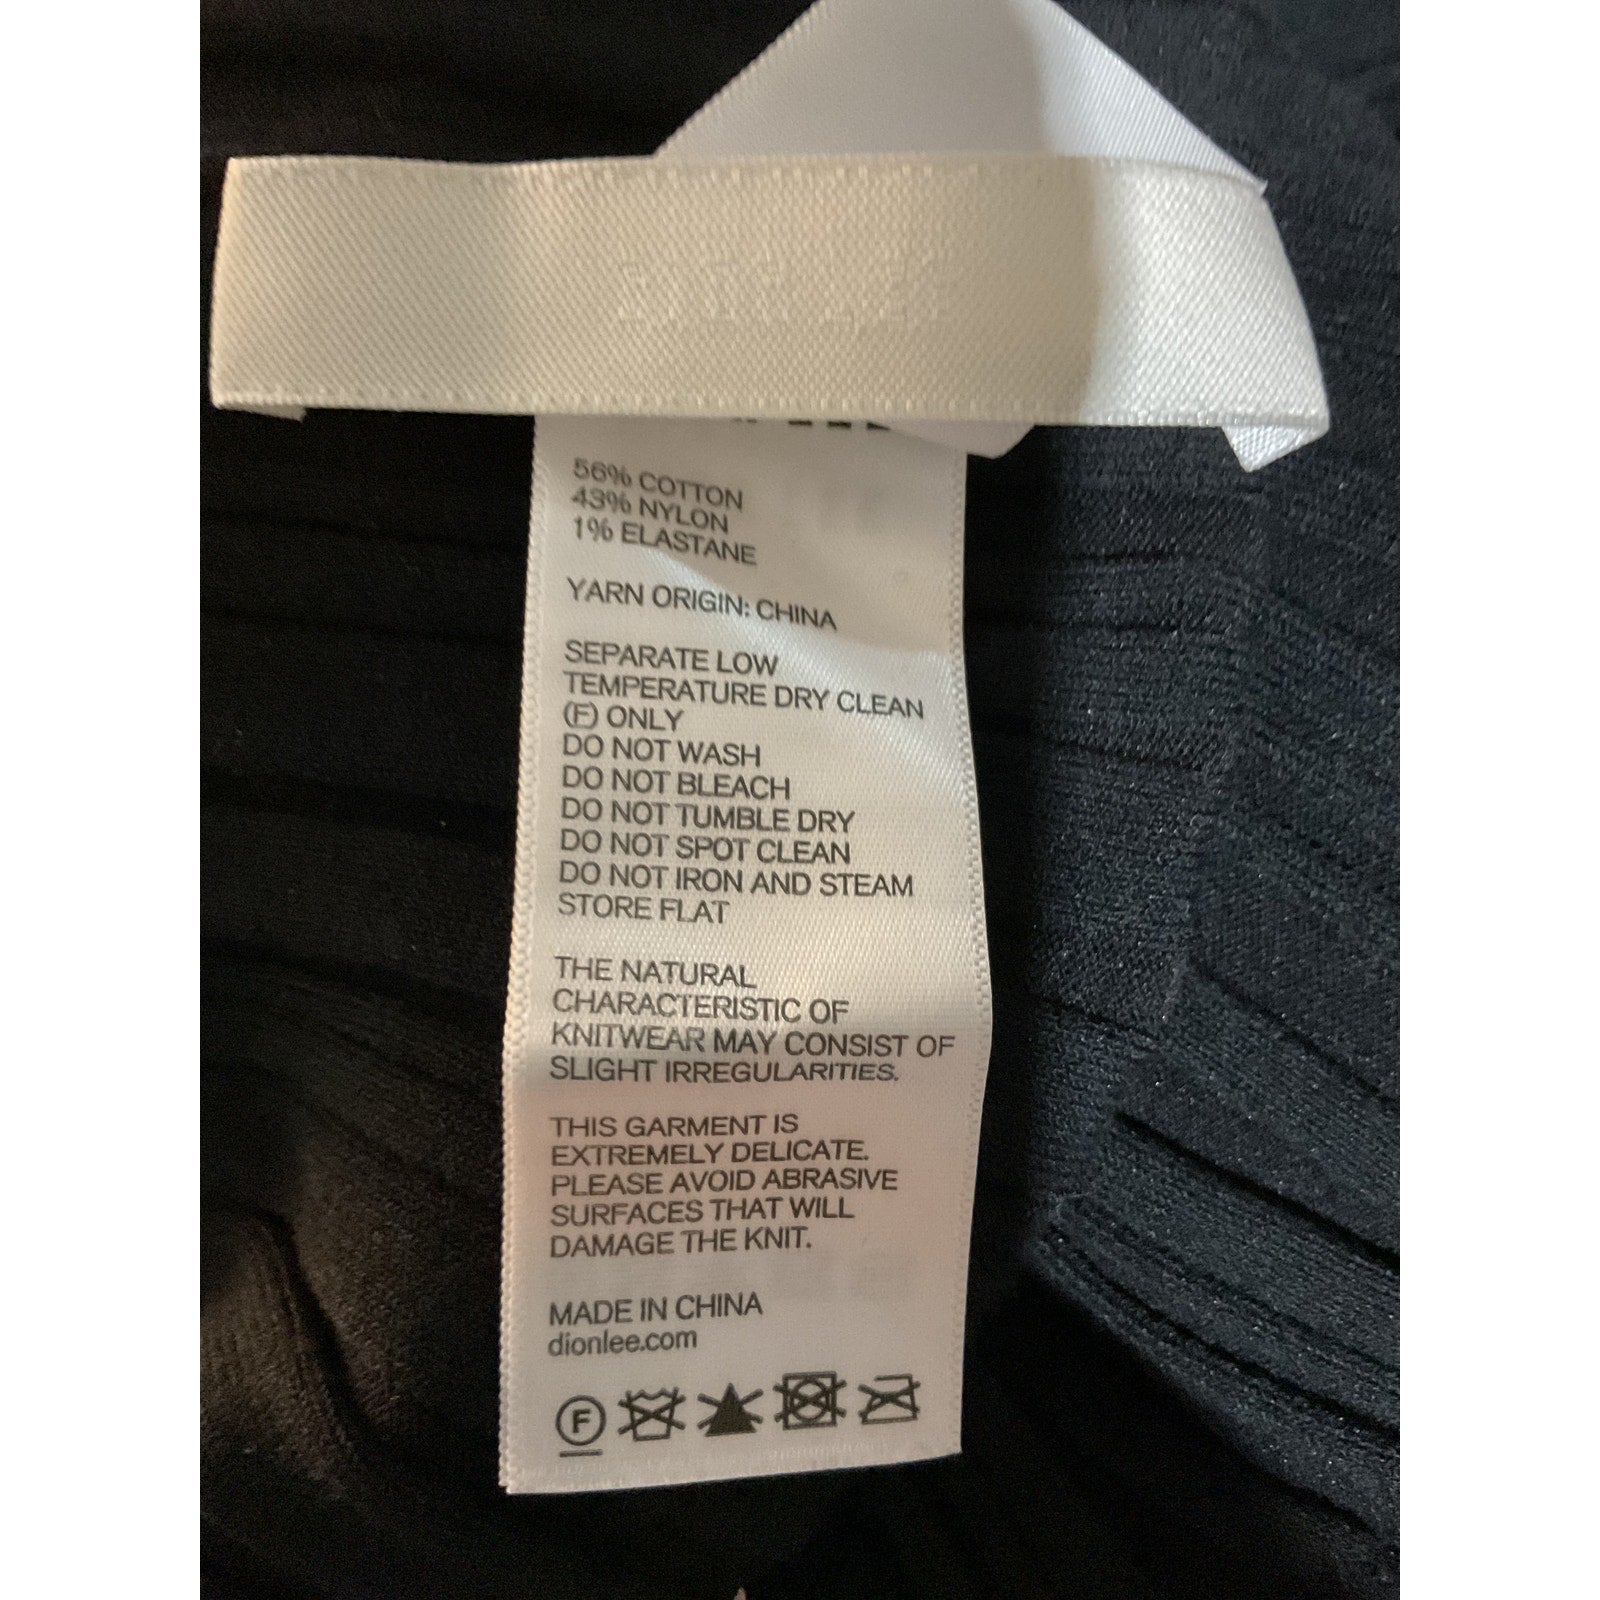 56% COTTON
43% NYLON
1% ELASTANE
YARN ORIGIN: CHINA
SEPARATE LOW
TEMPERATURE DRY CLEAN
(F) ONLY
DO NOT WASH
DO NOT BLEACH
DO NOT TUMBLE DRY
DO NOT SPOT CLEAN
DO NOT IRON AND STEAM
STORE FLAT
THE NATURAL
CHARACTERISTIC OF
KNITWEAR MAY CONSIST OF
SLIGHT IRREGULARITIES.
THIS GARMENT IS
EXTREMELY DELICATE.
PLEASE AVOID ABRASIVE
SURFACES THAT WILL
DAMAGE THE KNIT.
MADE IN CHINA
dionlee.com
F